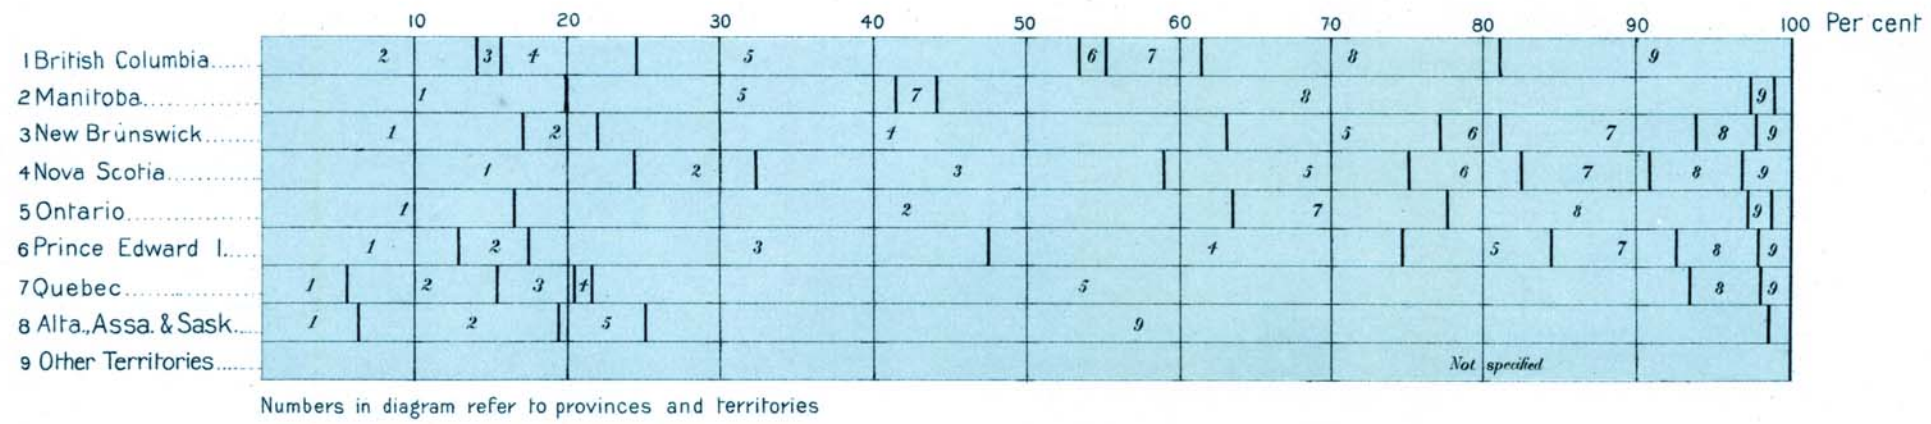 10 20 30 40 50 60 70 80 90 100 Per cent
1 British Columbia...... 2 3 4 5 6 7 8 9
2 Manitoba............... 1 5 7 8 9
3 New Brunswick....... 1 2 4 5 6 7 8 9
4 Nova Scotia............ 1 2 3 5 6 7 8 9
5 Ontario................. 1 2 7 8 9
6 Prince Edward I..... 1 2 3 4 5 7 8 9
7 Quebec.................. 1 2 3 4 5 8 9
8 Alta., Assa. & Sask.... 1 2 5 9
9 Other Territories...... Not specified
Numbers in diagram refer to provinces and territories